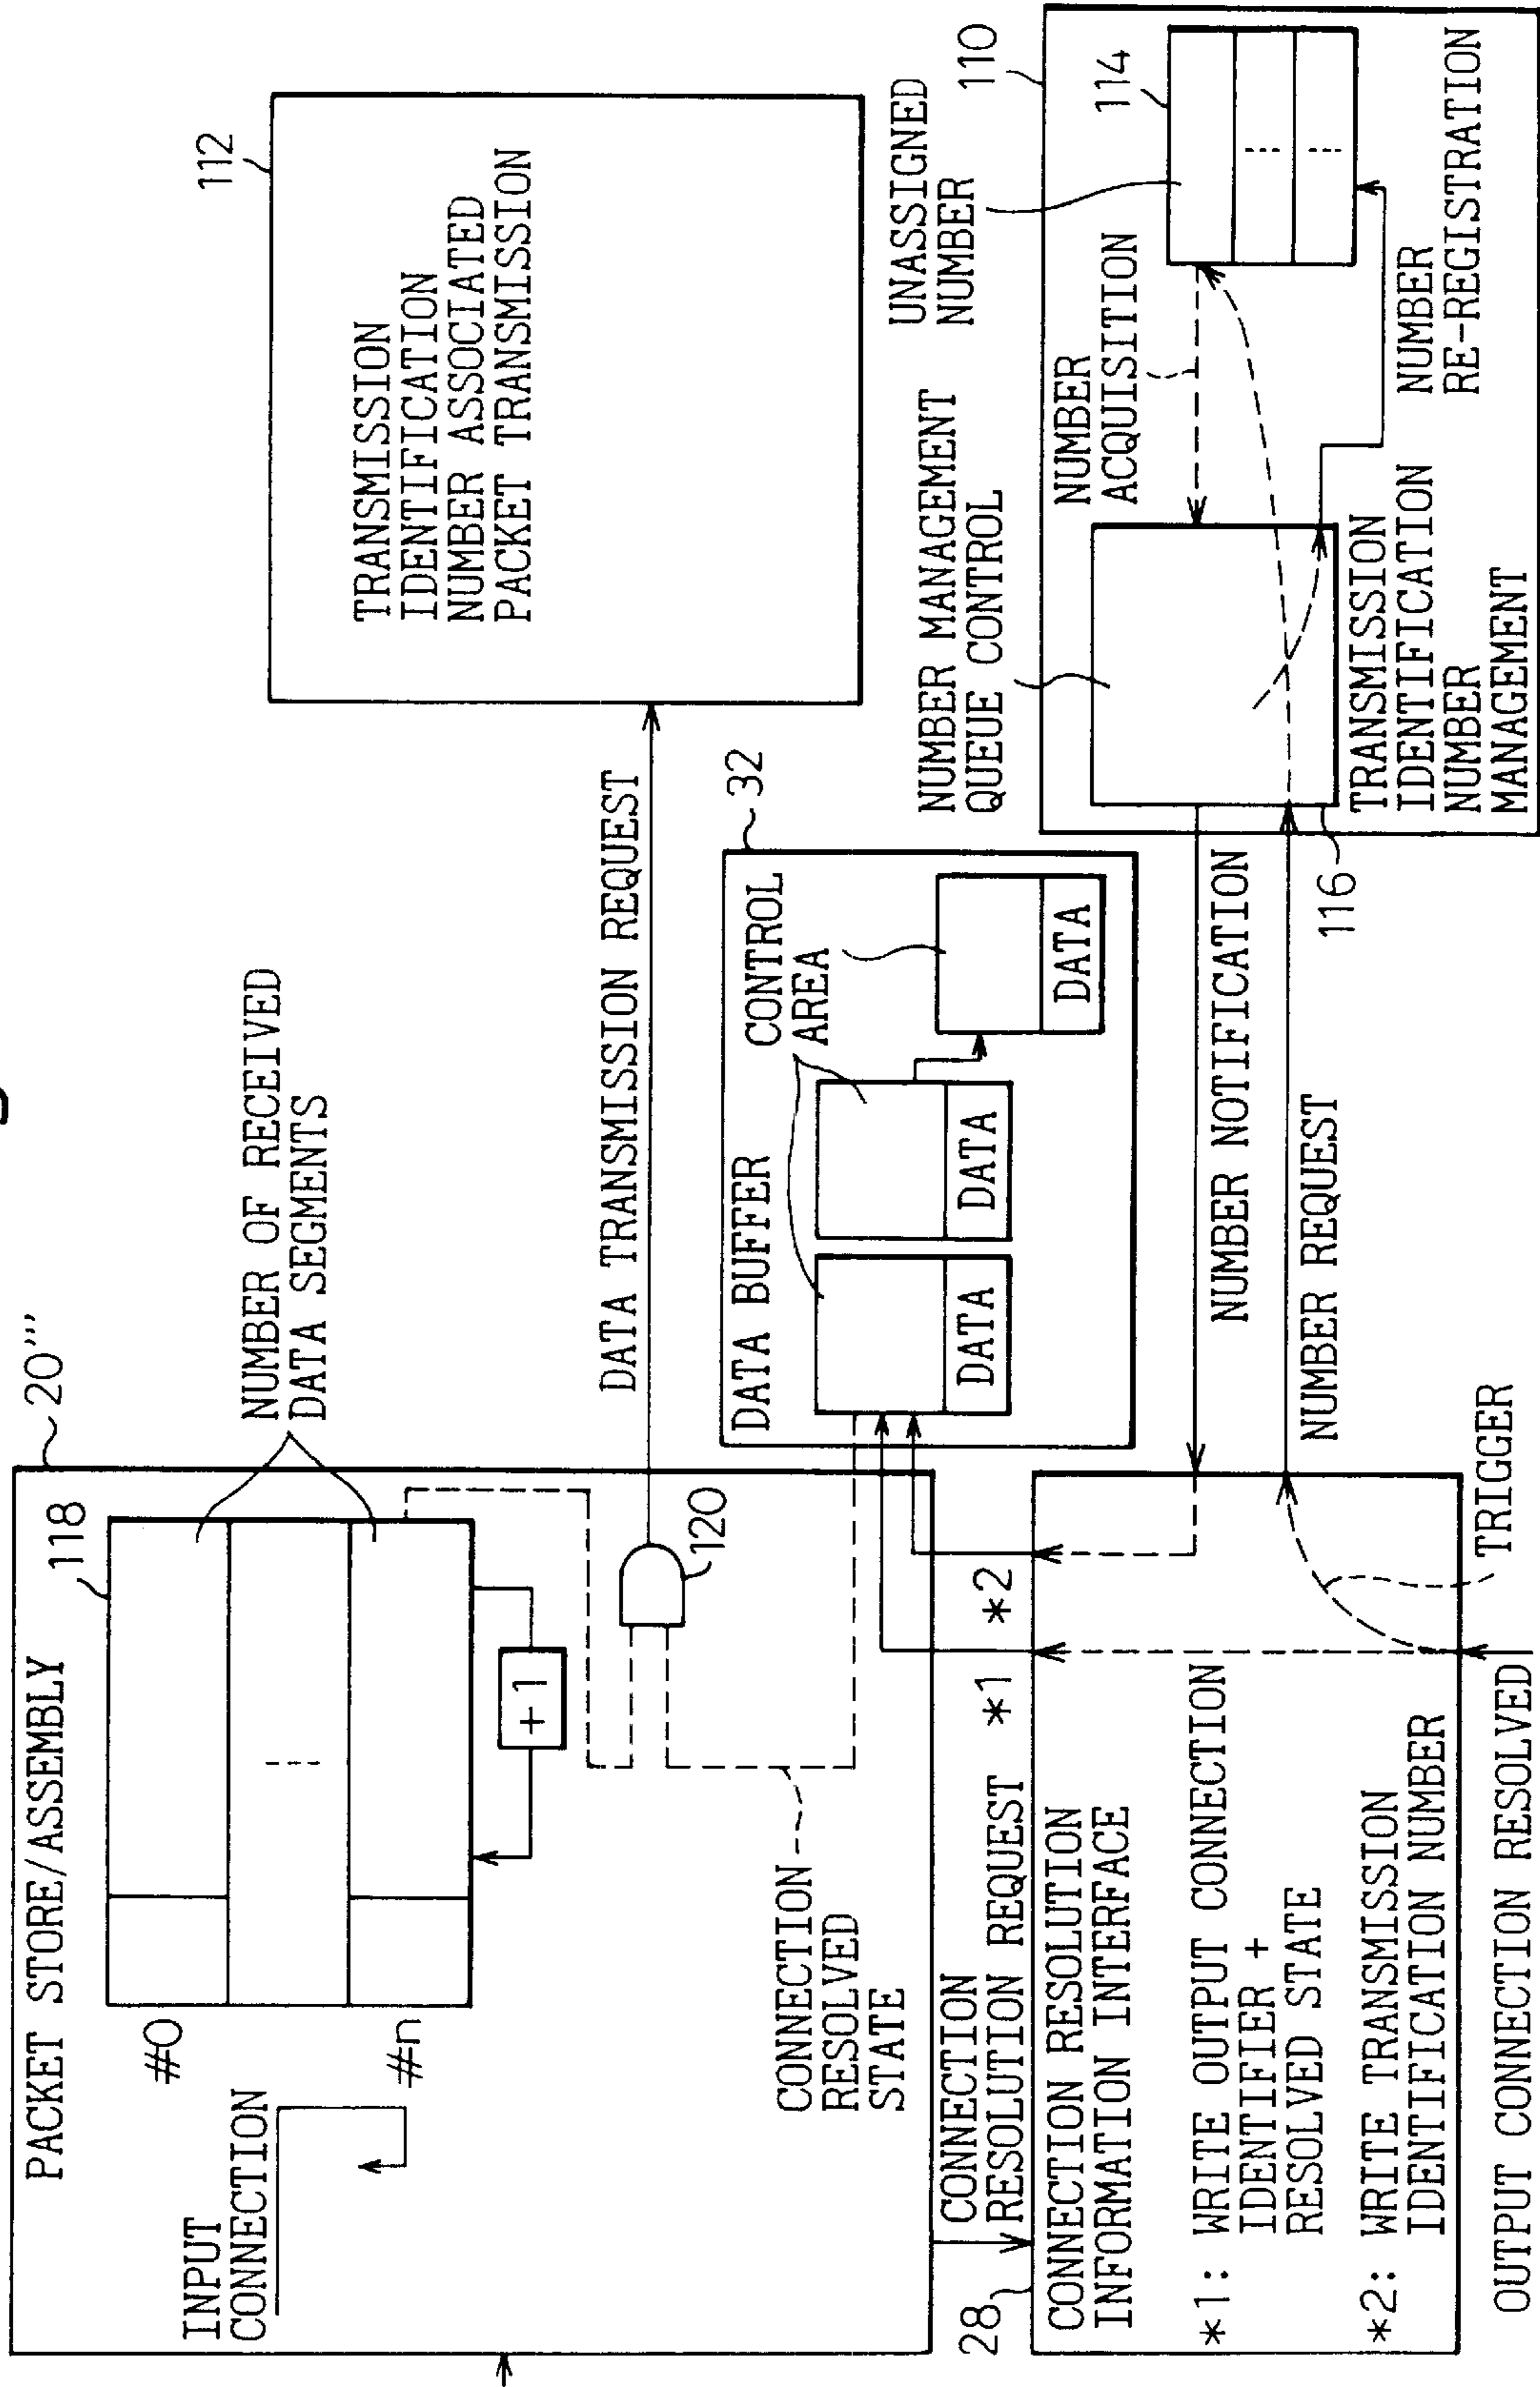 PACKET STORE/ASSEMBLY
20''''
118
#0
#n
INPUT
CONNECTION
+1
NUMBER OF RECEIVED
DATA SEGMENTS
120
CONNECTION
RESOLVED
STATE
DATA TRANSMISSION REQUEST
112
TRANSMISSION
IDENTIFICATION
NUMBER ASSOCIATED
PACKET TRANSMISSION
DATA BUFFER
32
CONTROL
AREA
DATA
DATA
DATA
CONNECTION
RESOLUTION REQUEST
*1
*2
28
CONNECTION RESOLUTION
INFORMATION INTERFACE
*1: WRITE OUTPUT CONNECTION
IDENTIFIER +
RESOLVED STATE
*2: WRITE TRANSMISSION
IDENTIFICATION NUMBER
OUTPUT CONNECTION RESOLVED
TRIGGER
NUMBER NOTIFICATION
NUMBER REQUEST
116
NUMBER MANAGEMENT
QUEUE CONTROL
NUMBER
ACQUISITION
UNASSIGNED
NUMBER
110
114
NUMBER
RE-REGISTRATION
TRANSMISSION
IDENTIFICATION
NUMBER
MANAGEMENT